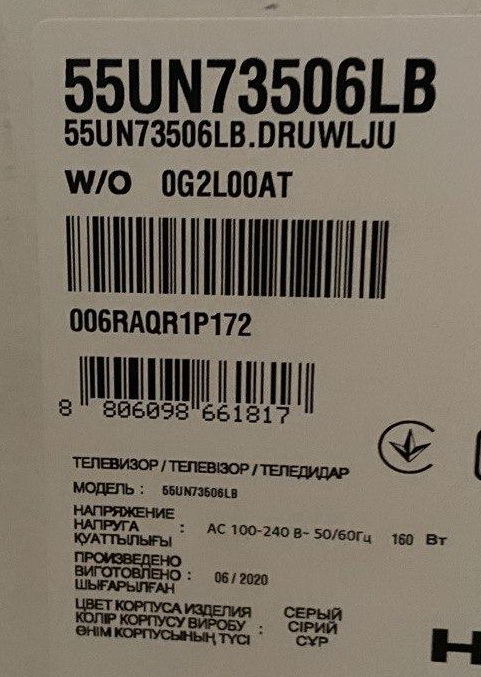 55UN73506LB
55UN73506LB.DRUWLJU
W/O 0G2L00AT
006RAQR1P172
8 806098 661817
ТЕЛЕВИЗОР / ТЕЛЕВІЗОР / ТЕЛЕДИДАР
МОДЕЛЬ : 55UN73506LB
НАПРЯЖЕНИЕ
НАПРУГА : AC 100-240 В~ 50/60Гц 160 Вт
ҚУАТТЫЛЫҒЫ
ПРОИЗВЕДЕНО
ВИГОТОВЛЕНО : 06 / 2020
ШЫҒАРЫЛҒАН
ЦВЕТ КОРПУСА ИЗДЕЛИЯ СЕРЫЙ
КОЛІР КОРПУСУ ВИРОБУ : СІРИЙ
ӨНІМ КОРПУСЫНЫҢ ТҮСІ СҰР